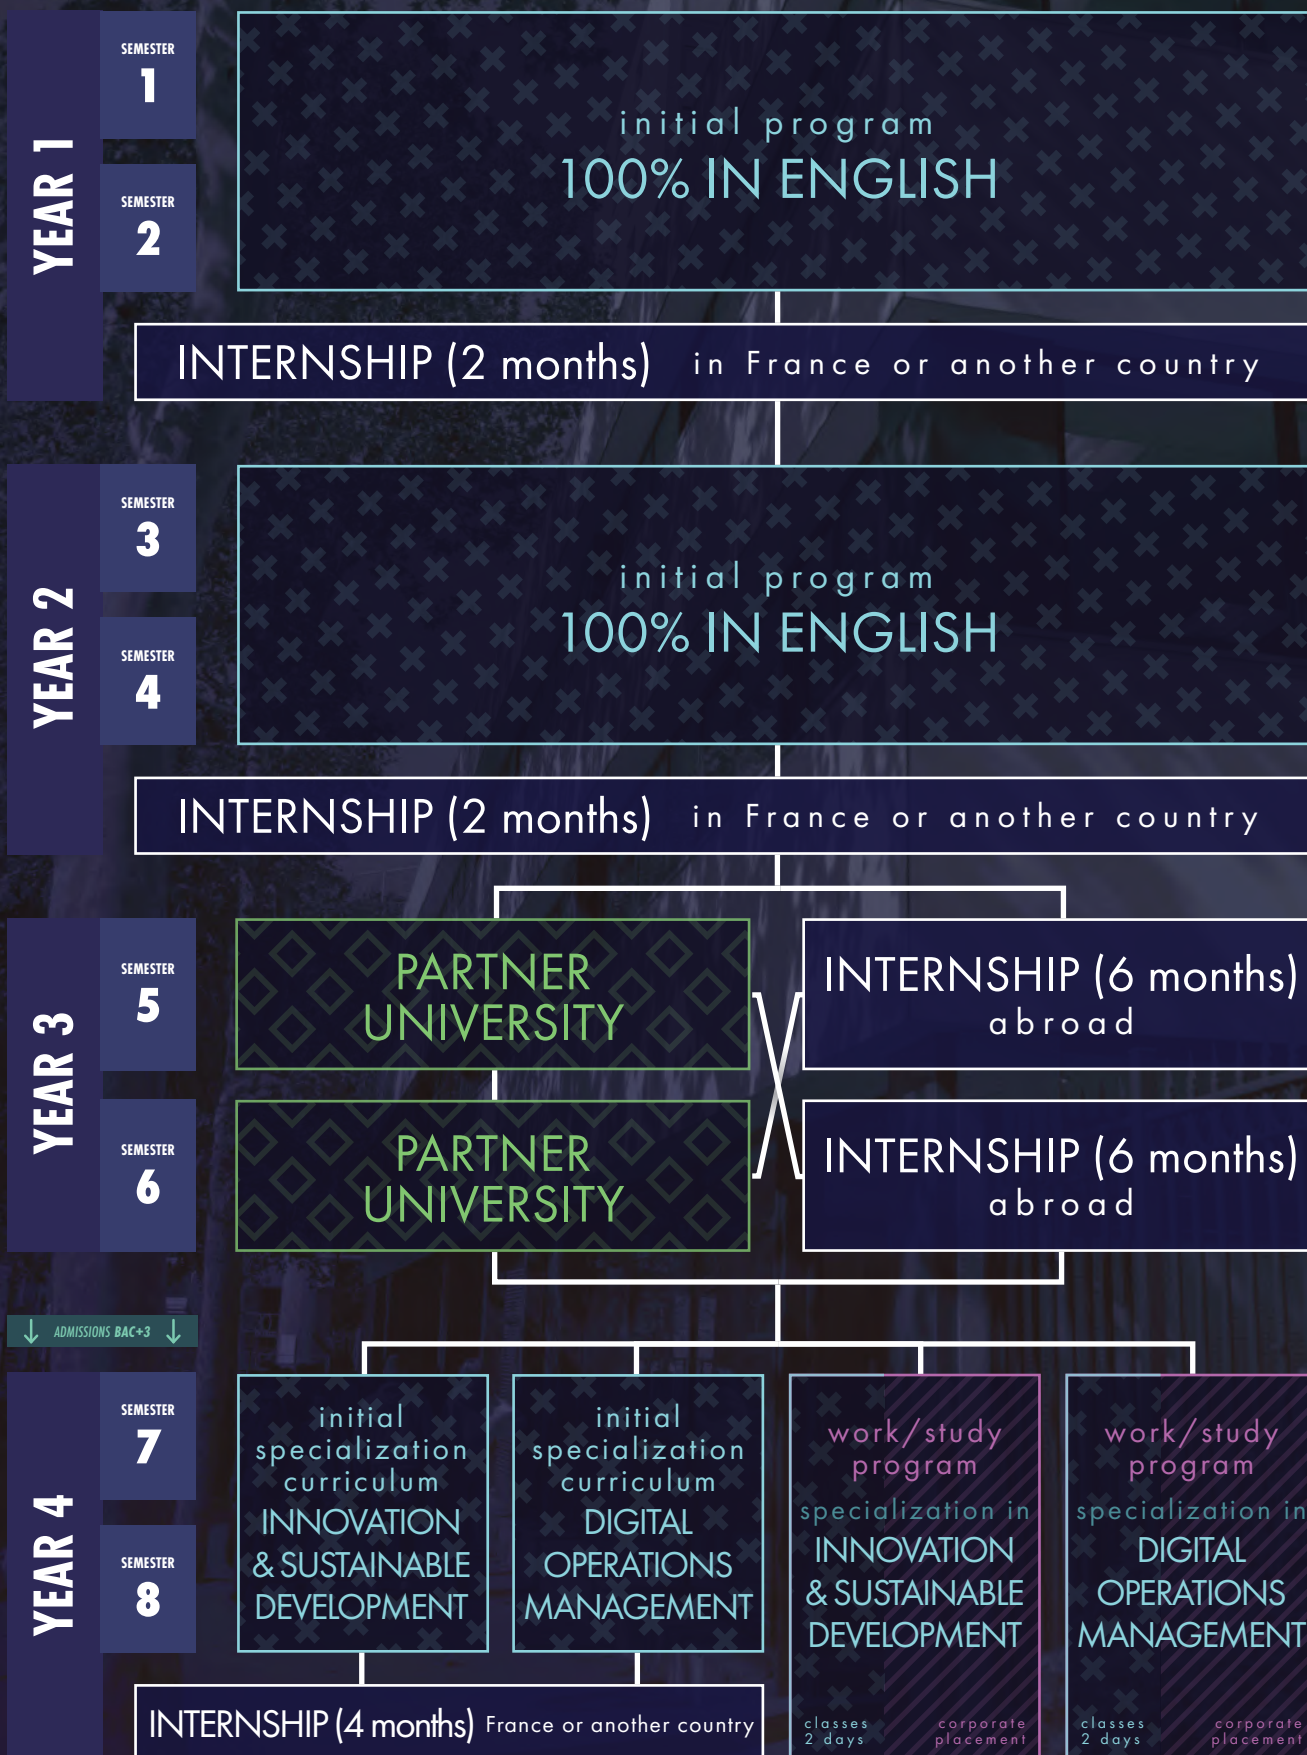 YEAR 1
SEMESTER
1
SEMESTER
2
initial program
100% IN ENGLISH
INTERNSHIP (2 months) in France or another country
YEAR 2
SEMESTER
3
SEMESTER
4
initial program
100% IN ENGLISH
INTERNSHIP (2 months) in France or another country
YEAR 3
SEMESTER
5
PARTNER
UNIVERSITY
INTERNSHIP (6 months)
abroad
SEMESTER
6
PARTNER
UNIVERSITY
INTERNSHIP (6 months)
abroad
↓ ADMISSIONS BAC+3 ↓
YEAR 4
SEMESTER
7
SEMESTER
8
initial
specialization
curriculum
INNOVATION
& SUSTAINABLE
DEVELOPMENT
initial
specialization
curriculum
DIGITAL
OPERATIONS
MANAGEMENT
INTERNSHIP (4 months) France or another country
work/study
program
specialization in
INNOVATION
& SUSTAINABLE
DEVELOPMENT
classes
2 days
corporate
placement
work/study
program
specialization in
DIGITAL
OPERATIONS
MANAGEMENT
classes
2 days
corporate
placement